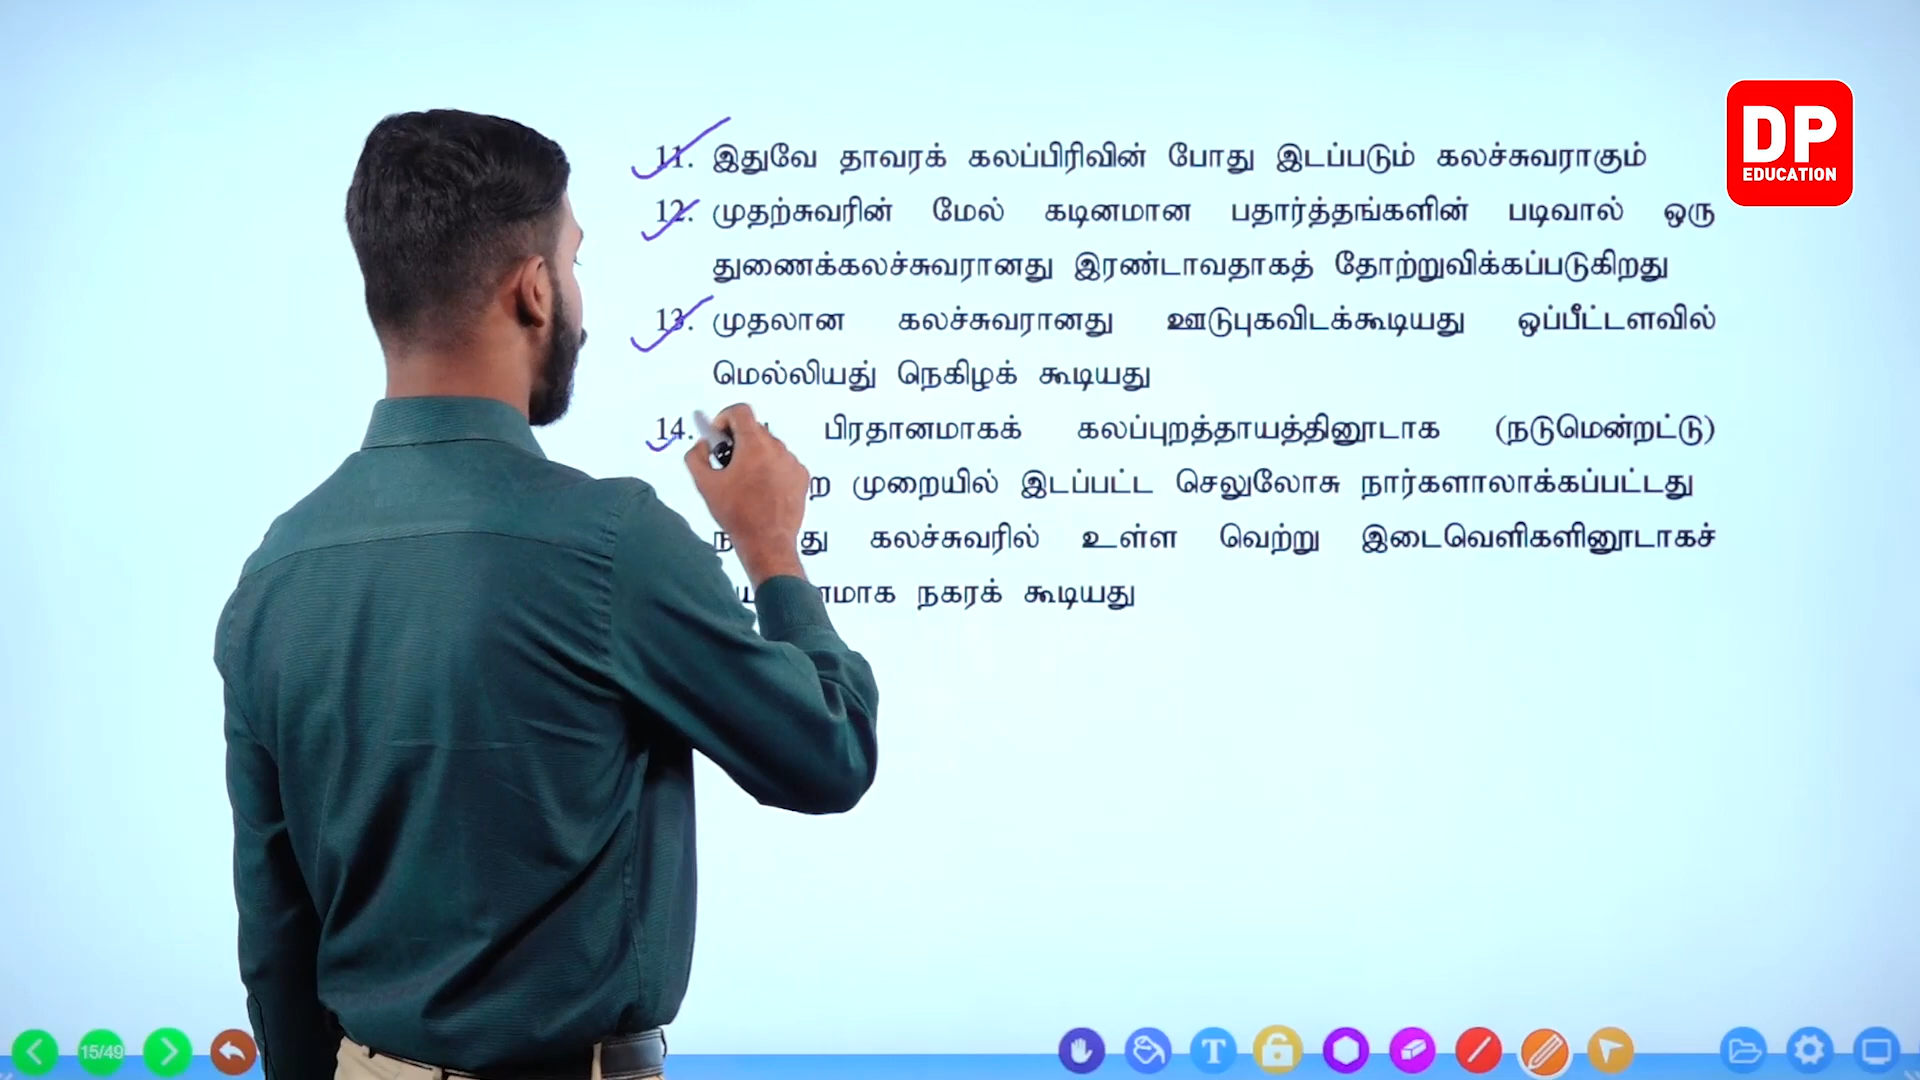 DP
EDUCATION
11. இதுவே தாவரக் கலப்பிரிவின் போது இடப்படும் கலச்சுவராகும்
12. முதற்சுவரின் மேல் கடினமான பதார்த்தங்களின் படிவால் ஒரு
துணைக்கலச்சுவரானது இரண்டாவதாகத் தோற்றுவிக்கப்படுகிறது
13. முதலான கலச்சுவரானது ஊடுபுகவிடக்கூடியது ஒப்பீட்டளவில்
மெல்லியது் நெகிழக் கூடியது
14. பிரதானமாகக் கலப்புறத்தாயத்தினூடாக (நடுமென்றட்டு)
முறையில் இடப்பட்ட செலுலோசு நார்களாலாக்கப்பட்டது
கலச்சுவரில் உள்ள வெற்று இடைவெளிகளினூடாகச்
நகரக் கூடியது
15/49
T